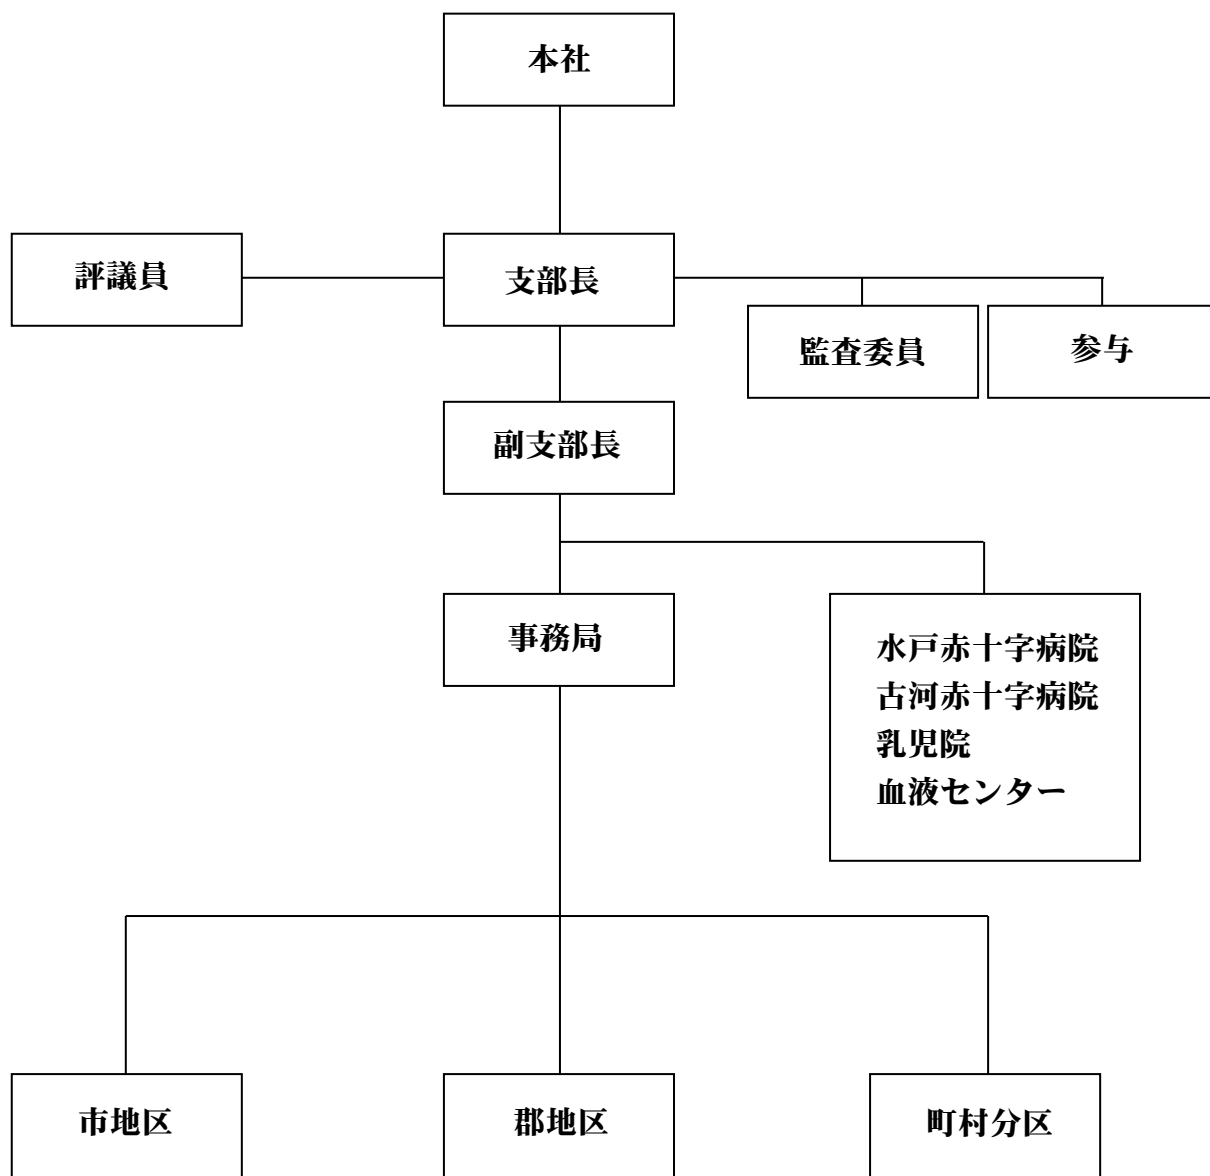 本社
評議員
支部長
監査委員
参与
副支部長
事務局
水戸赤十字病院
古河赤十字病院
乳児院
血液センター
市地区
郡地区
町村分区